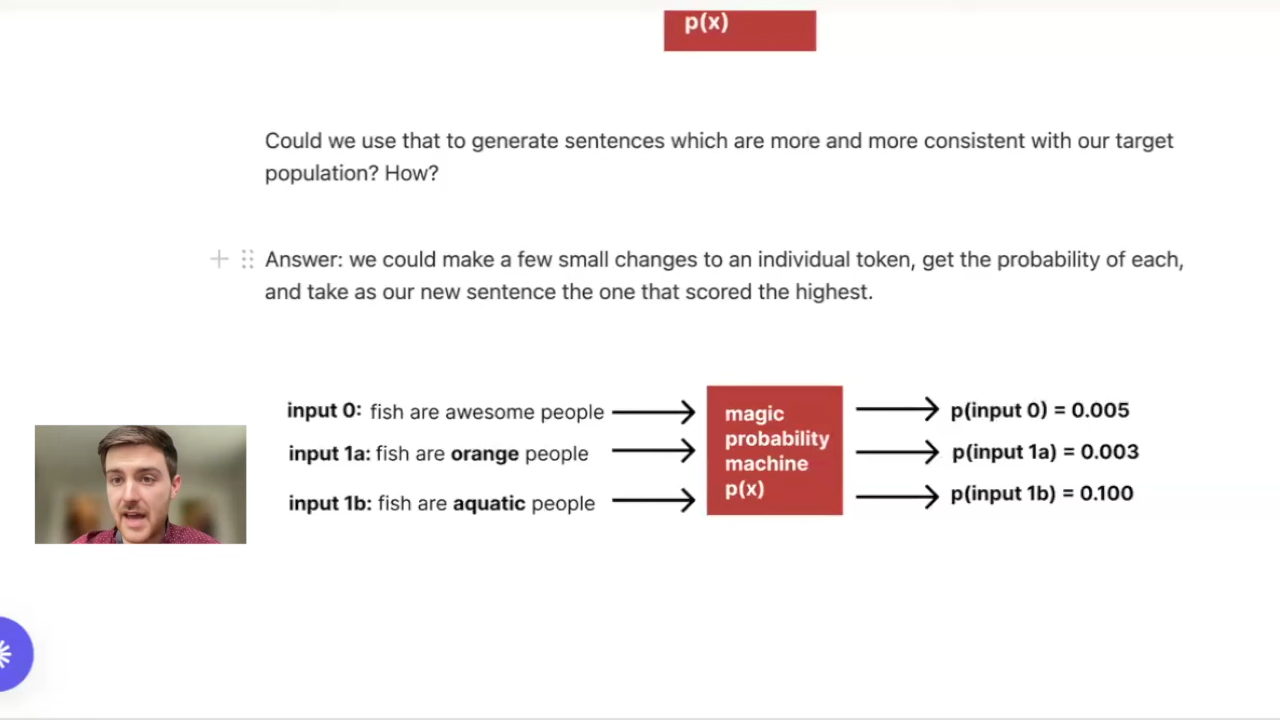 p(x)
Could we use that to generate sentences which are more and more consistent with our target
population? How?
Answer: we could make a few small changes to an individual token, get the probability of each,
and take as our new sentence the one that scored the highest.
input 0: fish are awesome people
input 1a: fish are orange people
input 1b: fish are aquatic people
magic
probability
machine
p(x)
p(input 0) = 0.005
p(input 1a) = 0.003
p(input 1b) = 0.100